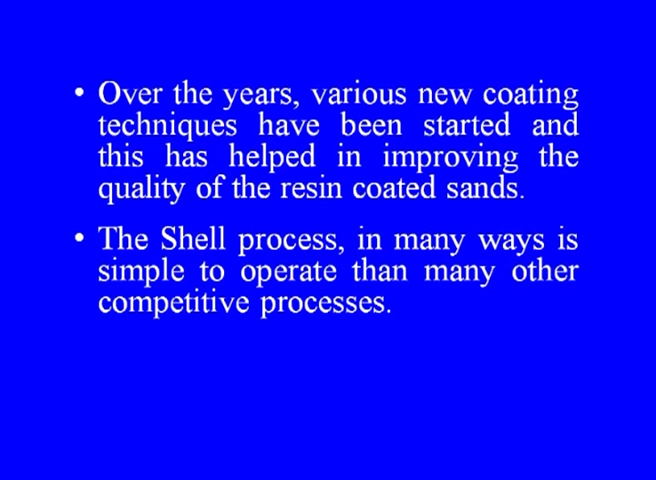 • Over the years, various new coating
techniques have been started and
this has helped in improving the
quality of the resin coated sands.
• The Shell process, in many ways is
simple to operate than many other
competitive processes.